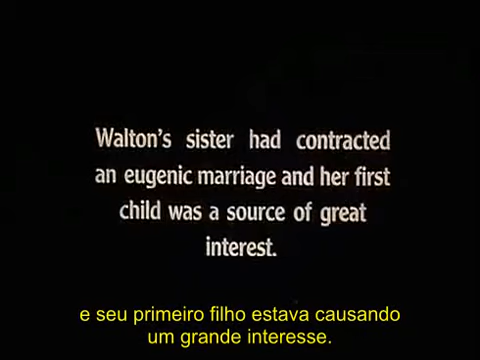 Walton's sister had contracted
an eugenic marriage and her first
child was a source of great
interest.
e seu primeiro filho estava causando
um grande interesse.